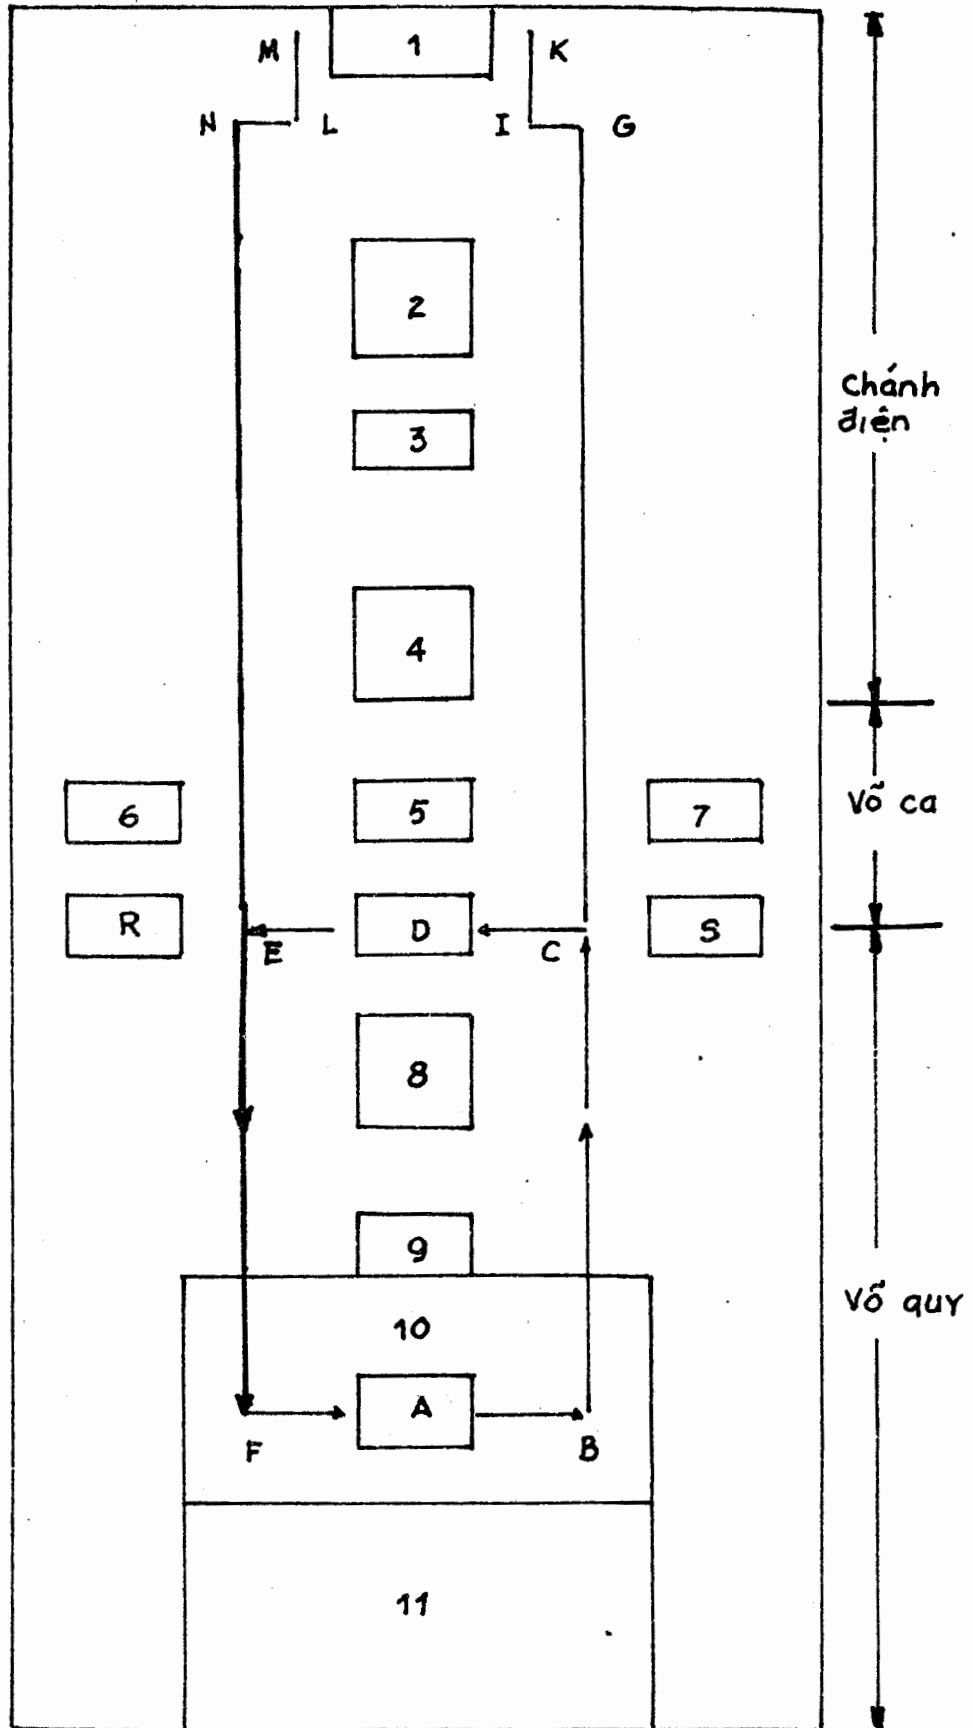 M 1 K
N L I G
2
Chánh
điện
3
4
6 5 7 Võ ca
R E D C S
8
9
Võ quy
10
A
F B
11